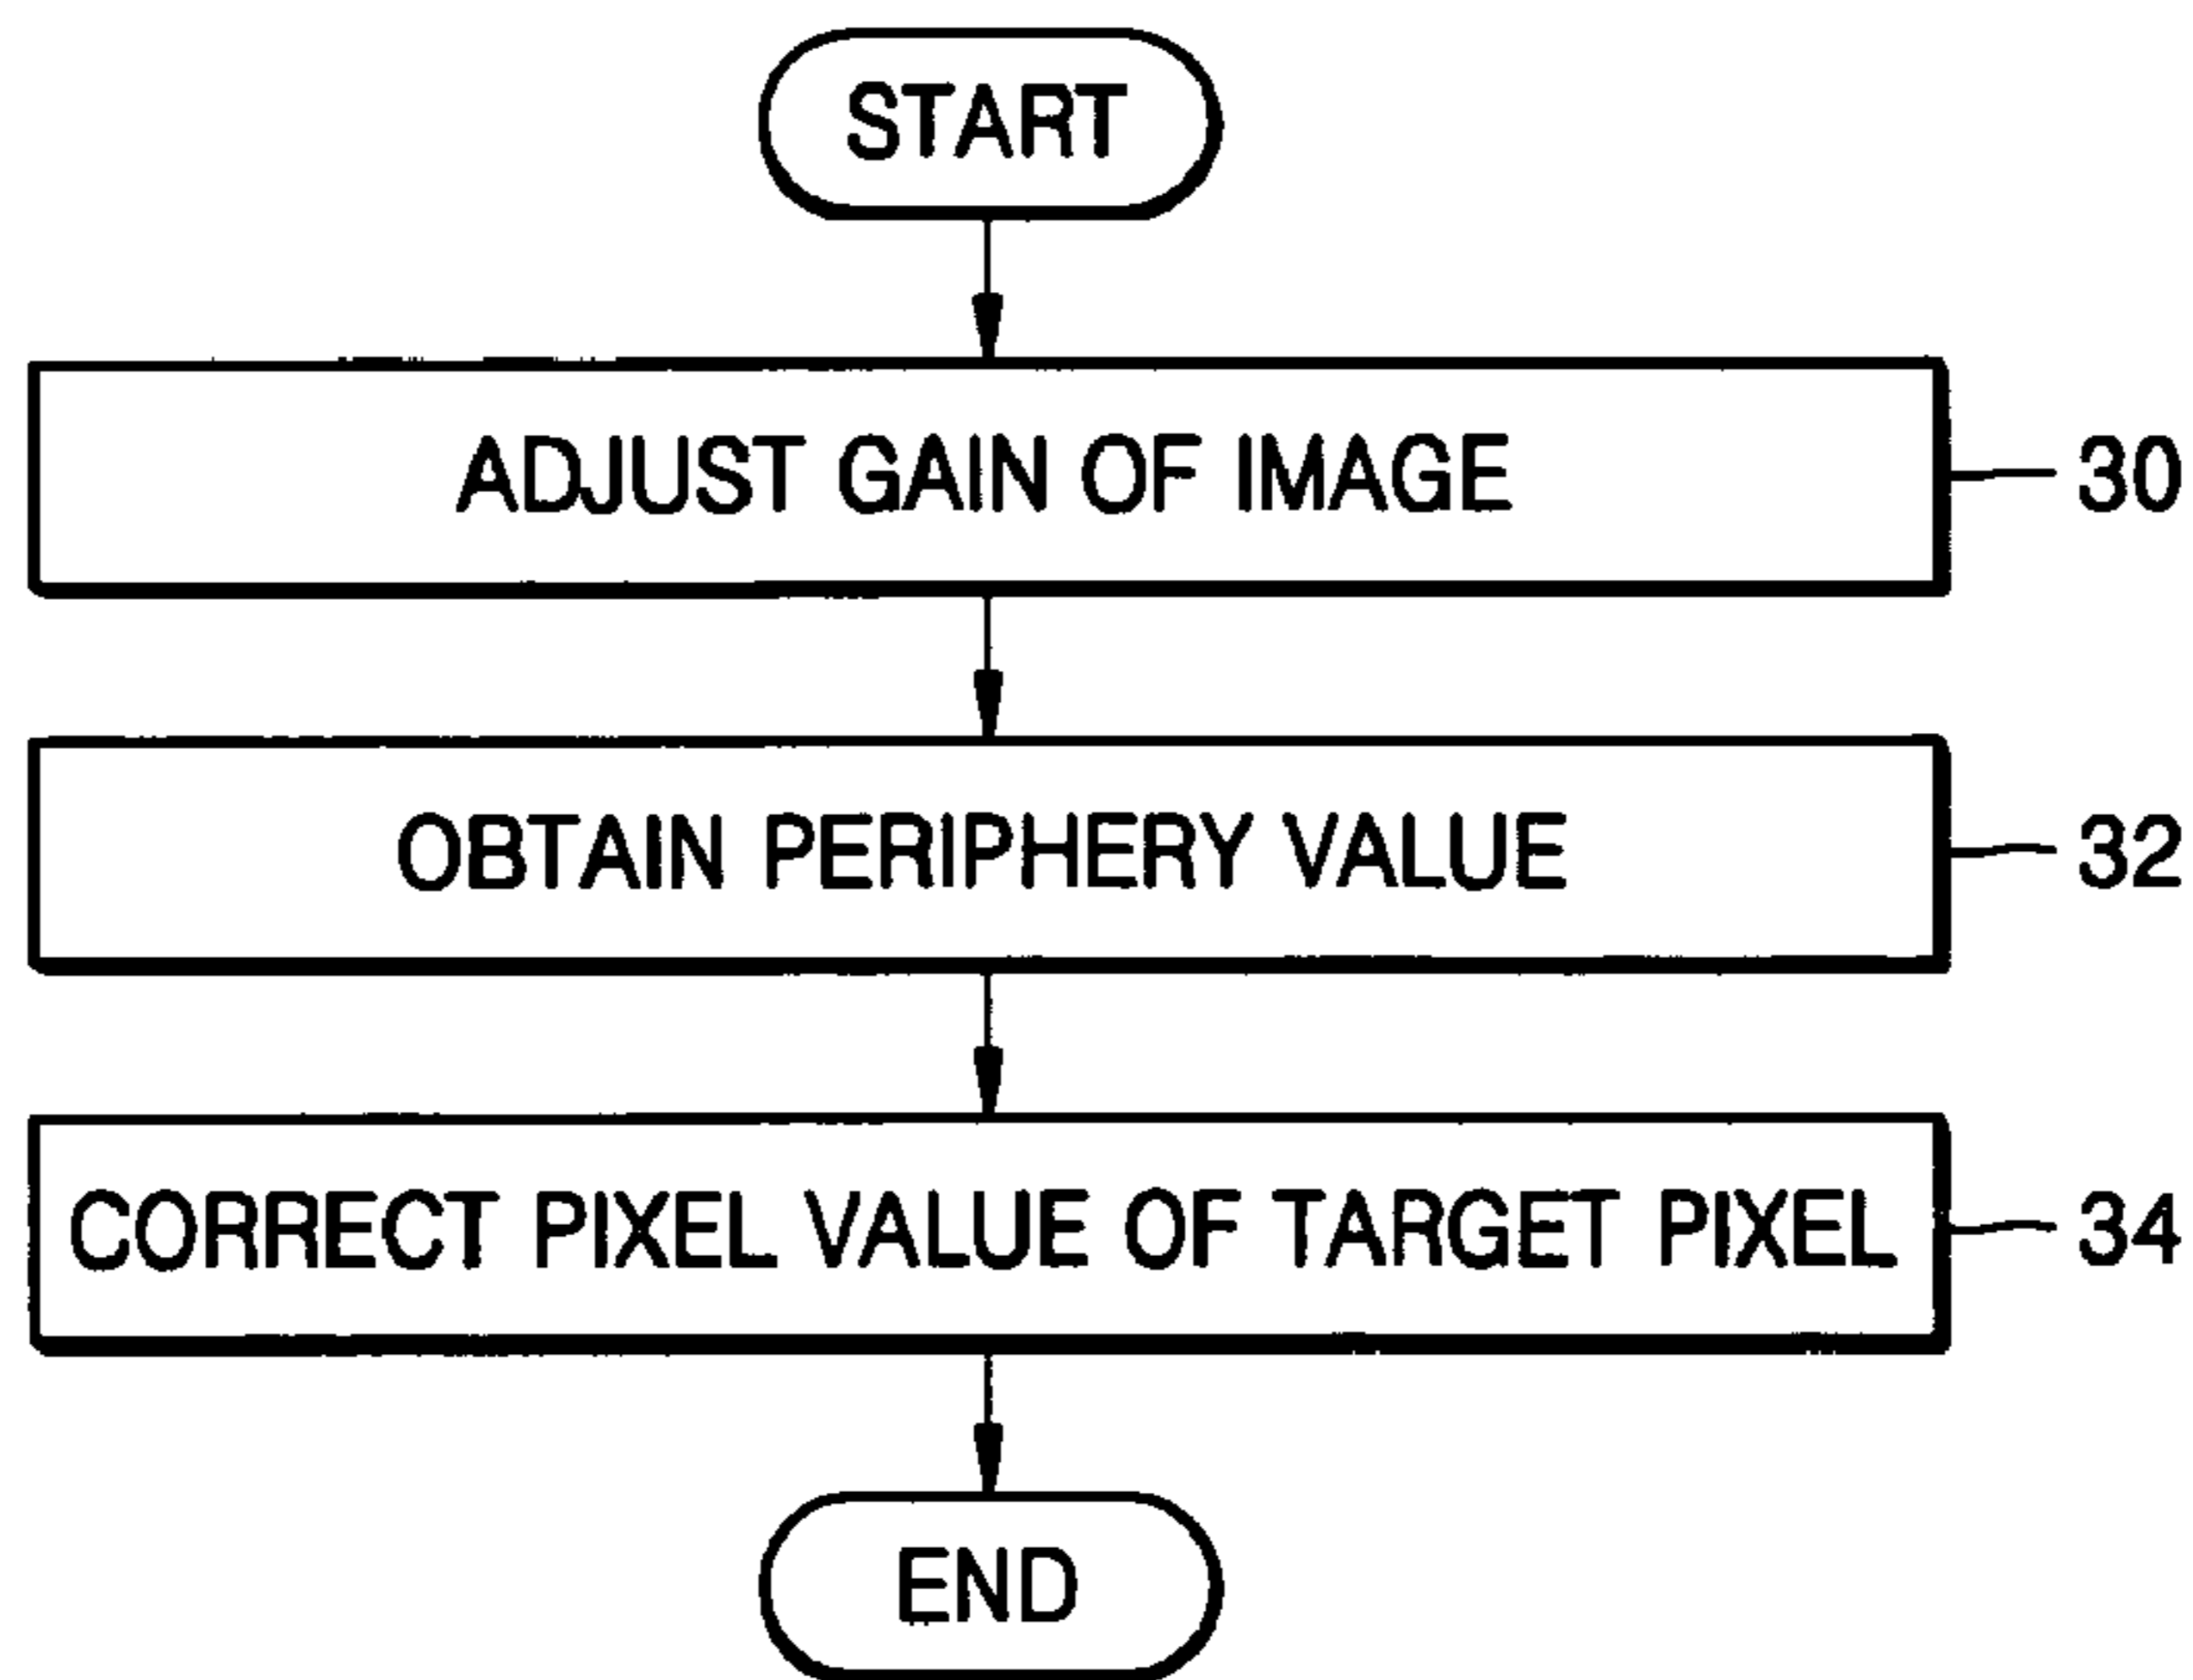 START
ADJUST GAIN OF IMAGE
30
OBTAIN PERIPHERY VALUE
32
CORRECT PIXEL VALUE OF TARGET PIXEL
34
END